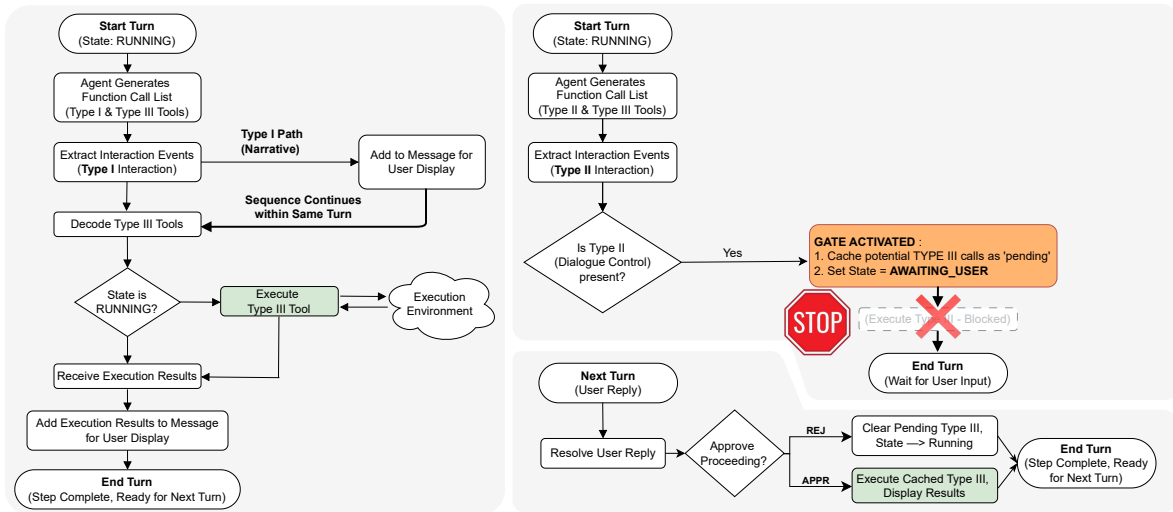 Start Turn
(State: RUNNING)
Agent Generates
Function Call List
(Type I & Type III Tools)
Extract Interaction Events
(Type I Interaction)
Type I Path
(Narrative)
Add to Message for
User Display
Sequence Continues
within Same Turn
Decode Type III Tools
State is
RUNNING?
Execute
Type III Tool
Execution
Environment
Receive Execution Results
Add Execution Results to Message
for User Display
End Turn
(Step Complete, Ready for Next Turn)
Start Turn
(State: RUNNING)
Agent Generates
Function Call List
(Type II & Type III Tools)
Extract Interaction Events
(Type II Interaction)
Is Type II
(Dialogue Control)
present?
Yes
GATE ACTIVATED :
1. Cache potential TYPE III calls as 'pending'
2. Set State = AWAITING_USER
STOP
(Execute Type III - Blocked)
End Turn
(Wait for User Input)
Next Turn
(User Reply)
Resolve User Reply
Approve
Proceeding?
REJ
Clear Pending Type III,
State —> Running
APPR
Execute Cached Type III,
Display Results
End Turn
(Step Complete, Ready
for Next Turn)